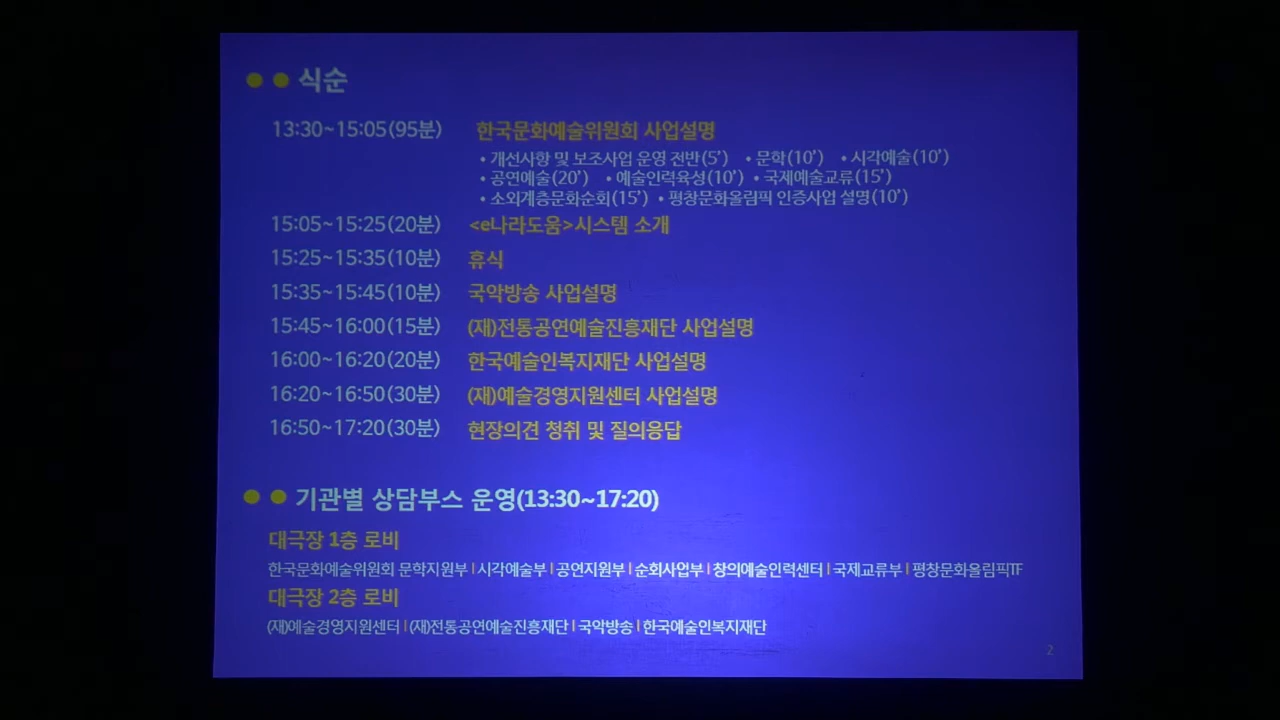 ●● 식순
13:30~15:05(95분) 한국문화예술위원회 사업설명
• 개선사항 및 보조사업 운영 전반(5’) • 문학(10’) • 시각예술(10’)
• 공연예술(20’) • 예술인력육성(10’) • 국제예술교류(15’)
• 소외계층문화순회(15’) • 평창문화올림픽 인증사업 설명(10’)
15:05~15:25(20분) <e나라도움>시스템 소개
15:25~15:35(10분) 휴식
15:35~15:45(10분) 국악방송 사업설명
15:45~16:00(15분) (재)전통공연예술진흥재단 사업설명
16:00~16:20(20분) 한국예술인복지재단 사업설명
16:20~16:50(30분) (재)예술경영지원센터 사업설명
16:50~17:20(30분) 현장의견 청취 및 질의응답
●● 기관별 상담부스 운영(13:30~17:20)
대극장 1층 로비
한국문화예술위원회 문학지원부 | 시각예술부 | 공연지원부 | 순회사업부 | 창의예술인력센터 | 국제교류부 | 평창문화올림픽TF
대극장 2층 로비
(재)예술경영지원센터 | (재)전통공연예술진흥재단 | 국악방송 | 한국예술인복지재단
2